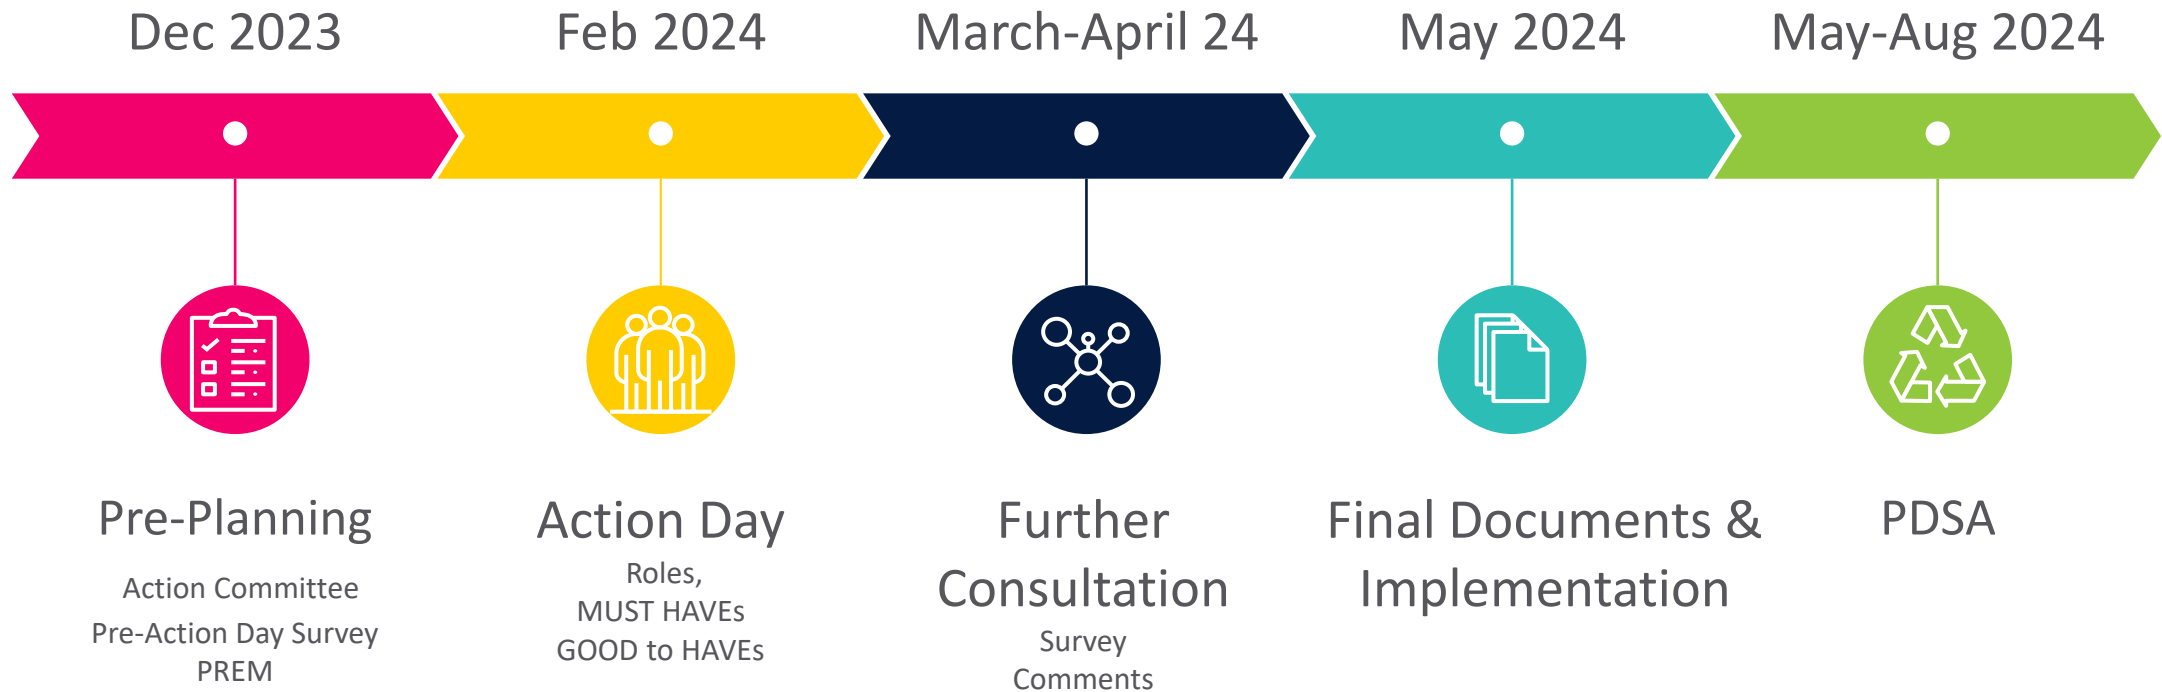 Dec 2023
Feb 2024
March-April 24
May 2024
May-Aug 2024
Pre-Planning
Action Committee
Pre-Action Day Survey
PREM
Action Day
Roles,
MUST HAVEs
GOOD to HAVEs
Further
Consultation
Survey
Comments
Final Documents &
Implementation
PDSA